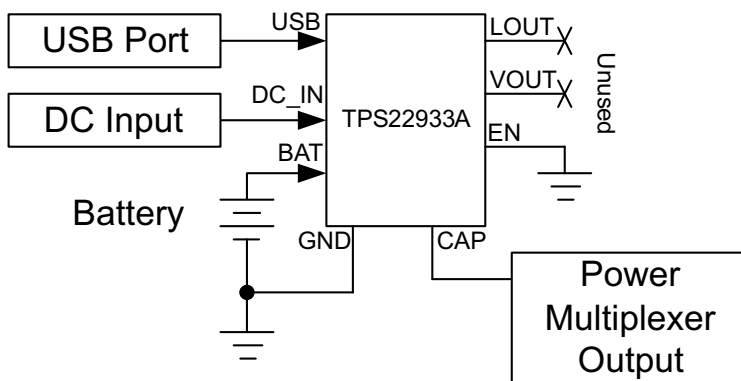 USB Port
USB
LOUT
DC Input
DC_IN
VOUT
Unused
TPS22933A
EN
BAT
Battery
GND
CAP
Power
Multiplexer
Output